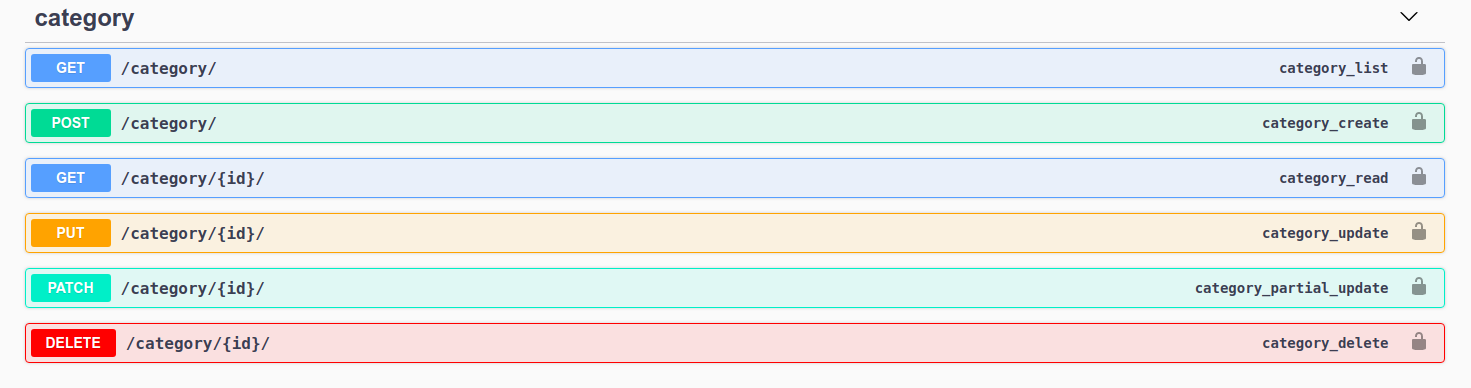 category
GET /category/ category_list
POST /category/ category_create
GET /category/{id}/ category_read
PUT /category/{id}/ category_update
PATCH /category/{id}/ category_partial_update
DELETE /category/{id}/ category_delete